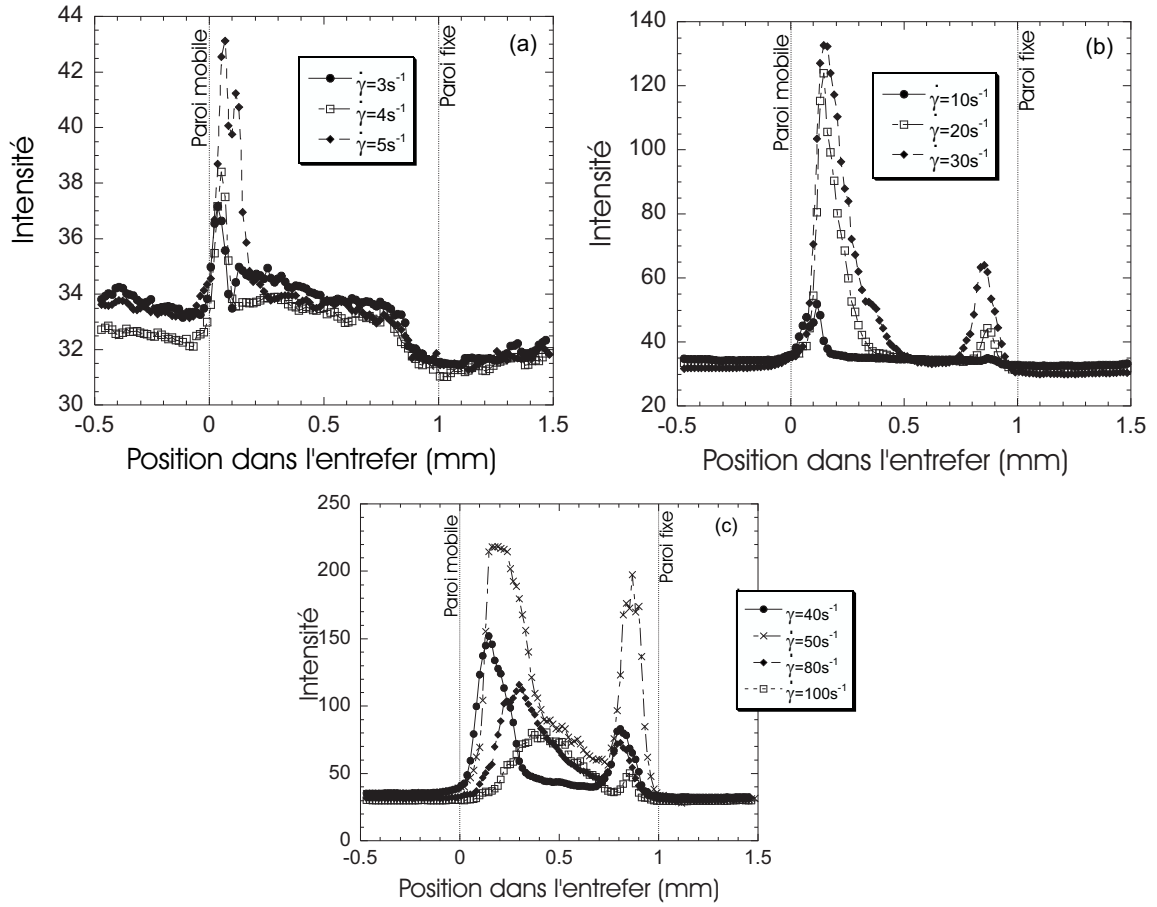 44
42
40
38
36
34
32
30
-0.5
0
0.5
1
1.5
Intensité
Position dans l'entrefer (mm)
Paroi mobile
Paroi fixe
(a)
γ̇=3s⁻¹
γ̇=4s⁻¹
γ̇=5s⁻¹
140
120
100
80
60
40
20
-0.5
0
0.5
1
1.5
Intensité
Position dans l'entrefer (mm)
Paroi mobile
Paroi fixe
(b)
γ̇=10s⁻¹
γ̇=20s⁻¹
γ̇=30s⁻¹
250
200
150
100
50
0
-0.5
0
0.5
1
1.5
Intensité
Position dans l'entrefer (mm)
Paroi mobile
Paroi fixe
(c)
γ̇=40s⁻¹
γ̇=50s⁻¹
γ̇=80s⁻¹
γ̇=100s⁻¹